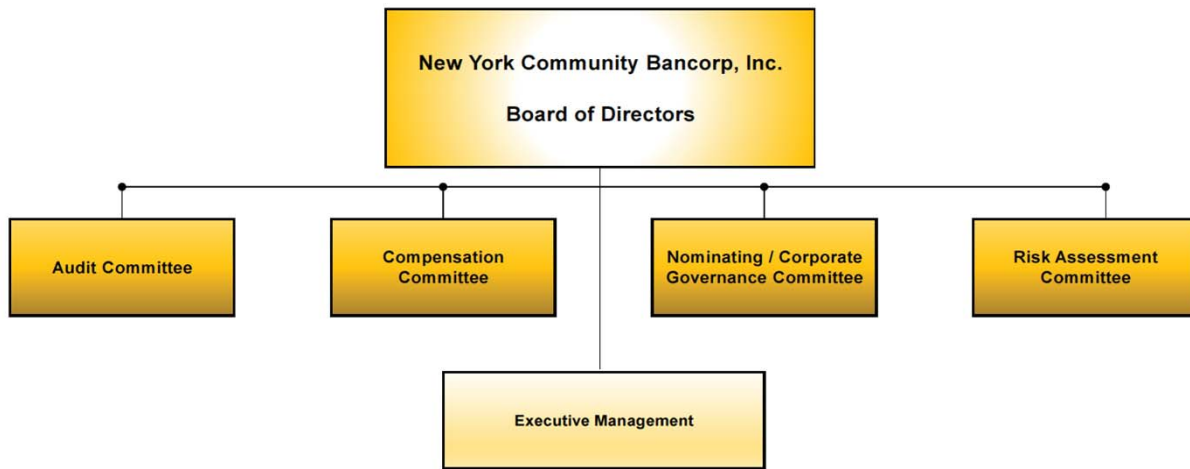 New York Community Bancorp, Inc.
Board of Directors
Audit Committee
Compensation
Committee
Nominating / Corporate
Governance Committee
Risk Assessment
Committee
Executive Management